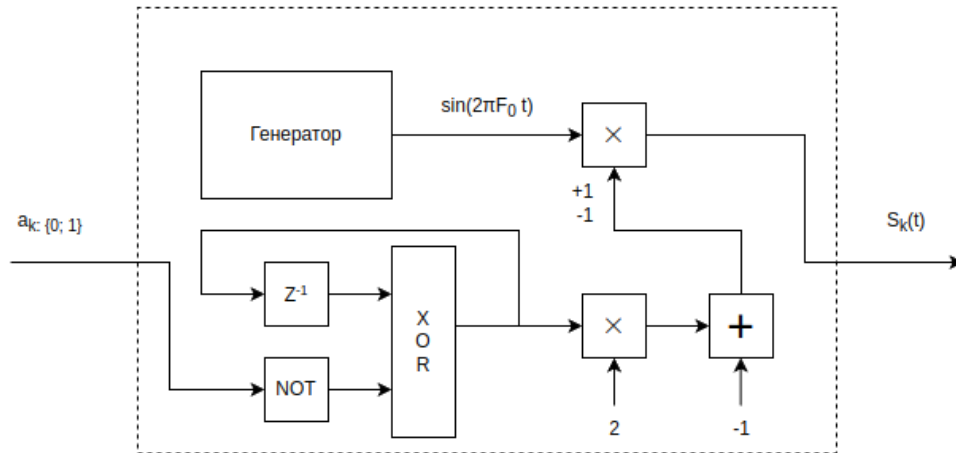 sin(2πF₀ t)
Генератор
×
+1
-1
aₖ: {0; 1}
Sₖ(t)
Z⁻¹
X
O
R
×
+
NOT
2
-1